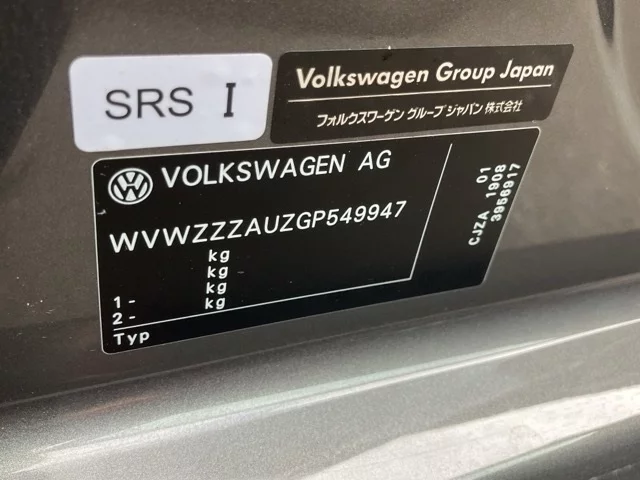 SRS I
Volkswagen Group Japan
フォルクスワーゲン グループ ジャパン 株式会社
VOLKSWAGEN AG
WVWZZZAUZGP549947
kg
kg
1- kg
2- kg
Typ
01
CJZA 1908
3956917